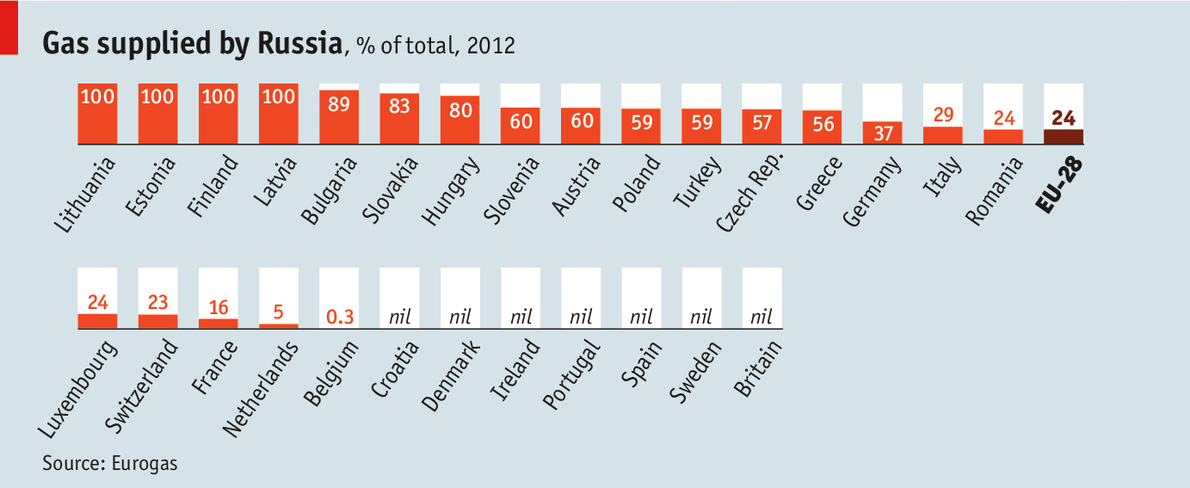 Gas supplied by Russia, % of total, 2012
100 100 100 100 89 83 80 60 60 59 59 57 56 37 29 24 24
Lithuania Estonia Finland Latvia Bulgaria Slovakia Hungary Slovenia Austria Poland Turkey Czech Rep. Greece Germany Italy Romania EU-28
24 23 16 5 0.3 nil nil nil nil nil nil nil
Luxembourg Switzerland France Netherlands Belgium Croatia Denmark Ireland Portugal Spain Sweden Britain
Source: Eurogas